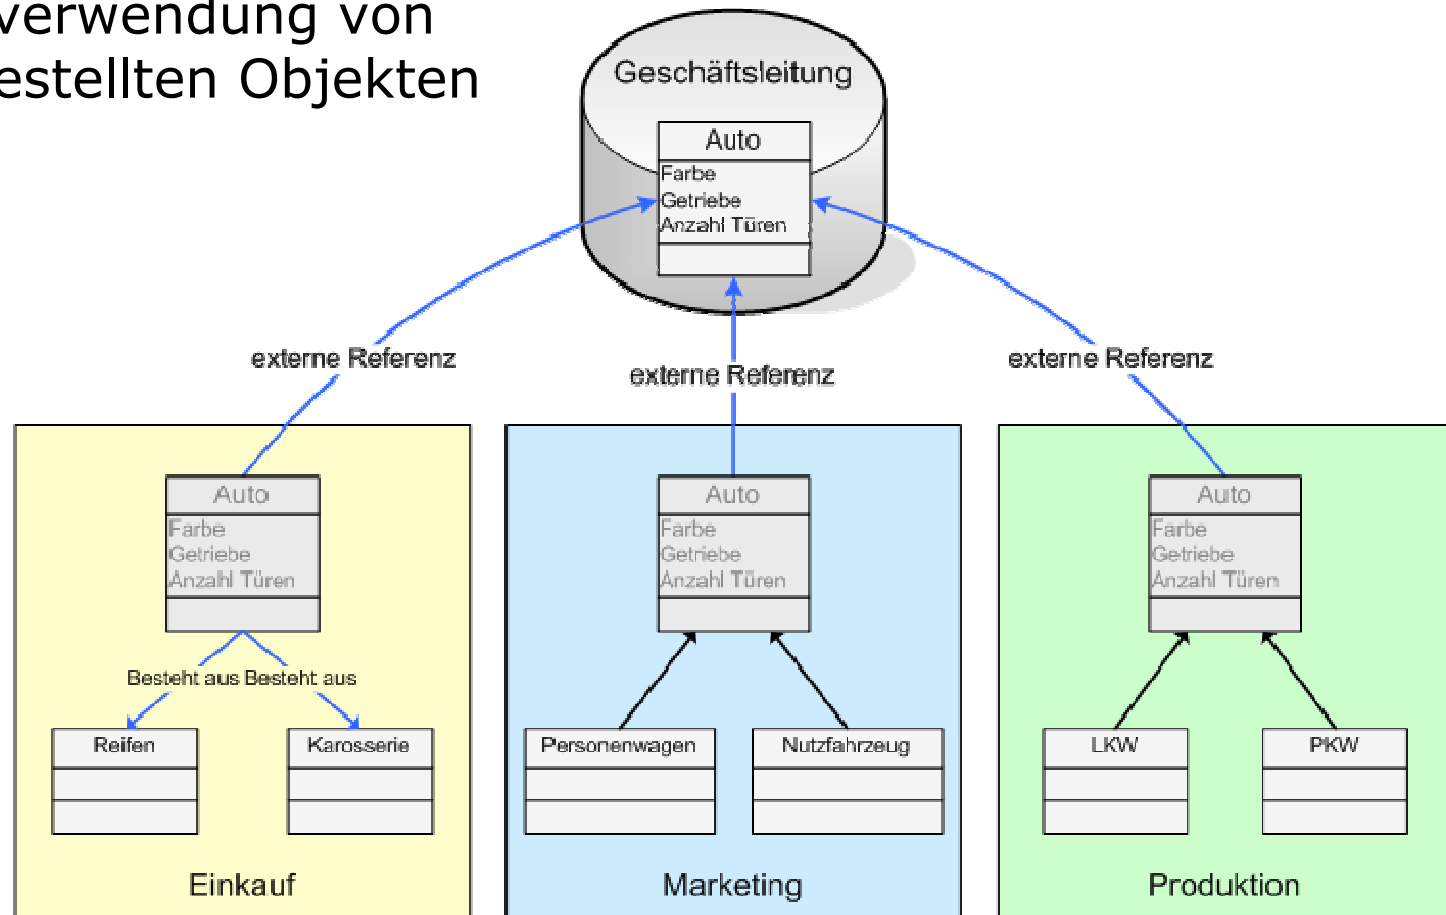 verwendung von
estellten Objekten
Geschäftsleitung
Auto
Farbe
Getriebe
Anzahl Türen
externe Referenz
externe Referenz
externe Referenz
Auto
Farbe
Getriebe
Anzahl Türen
Besteht aus Besteht aus
Reifen
Karosserie
Einkauf
Auto
Farbe
Getriebe
Anzahl Türen
Personenwagen
Nutzfahrzeug
Marketing
Auto
Farbe
Getriebe
Anzahl Türen
LKW
PKW
Produktion